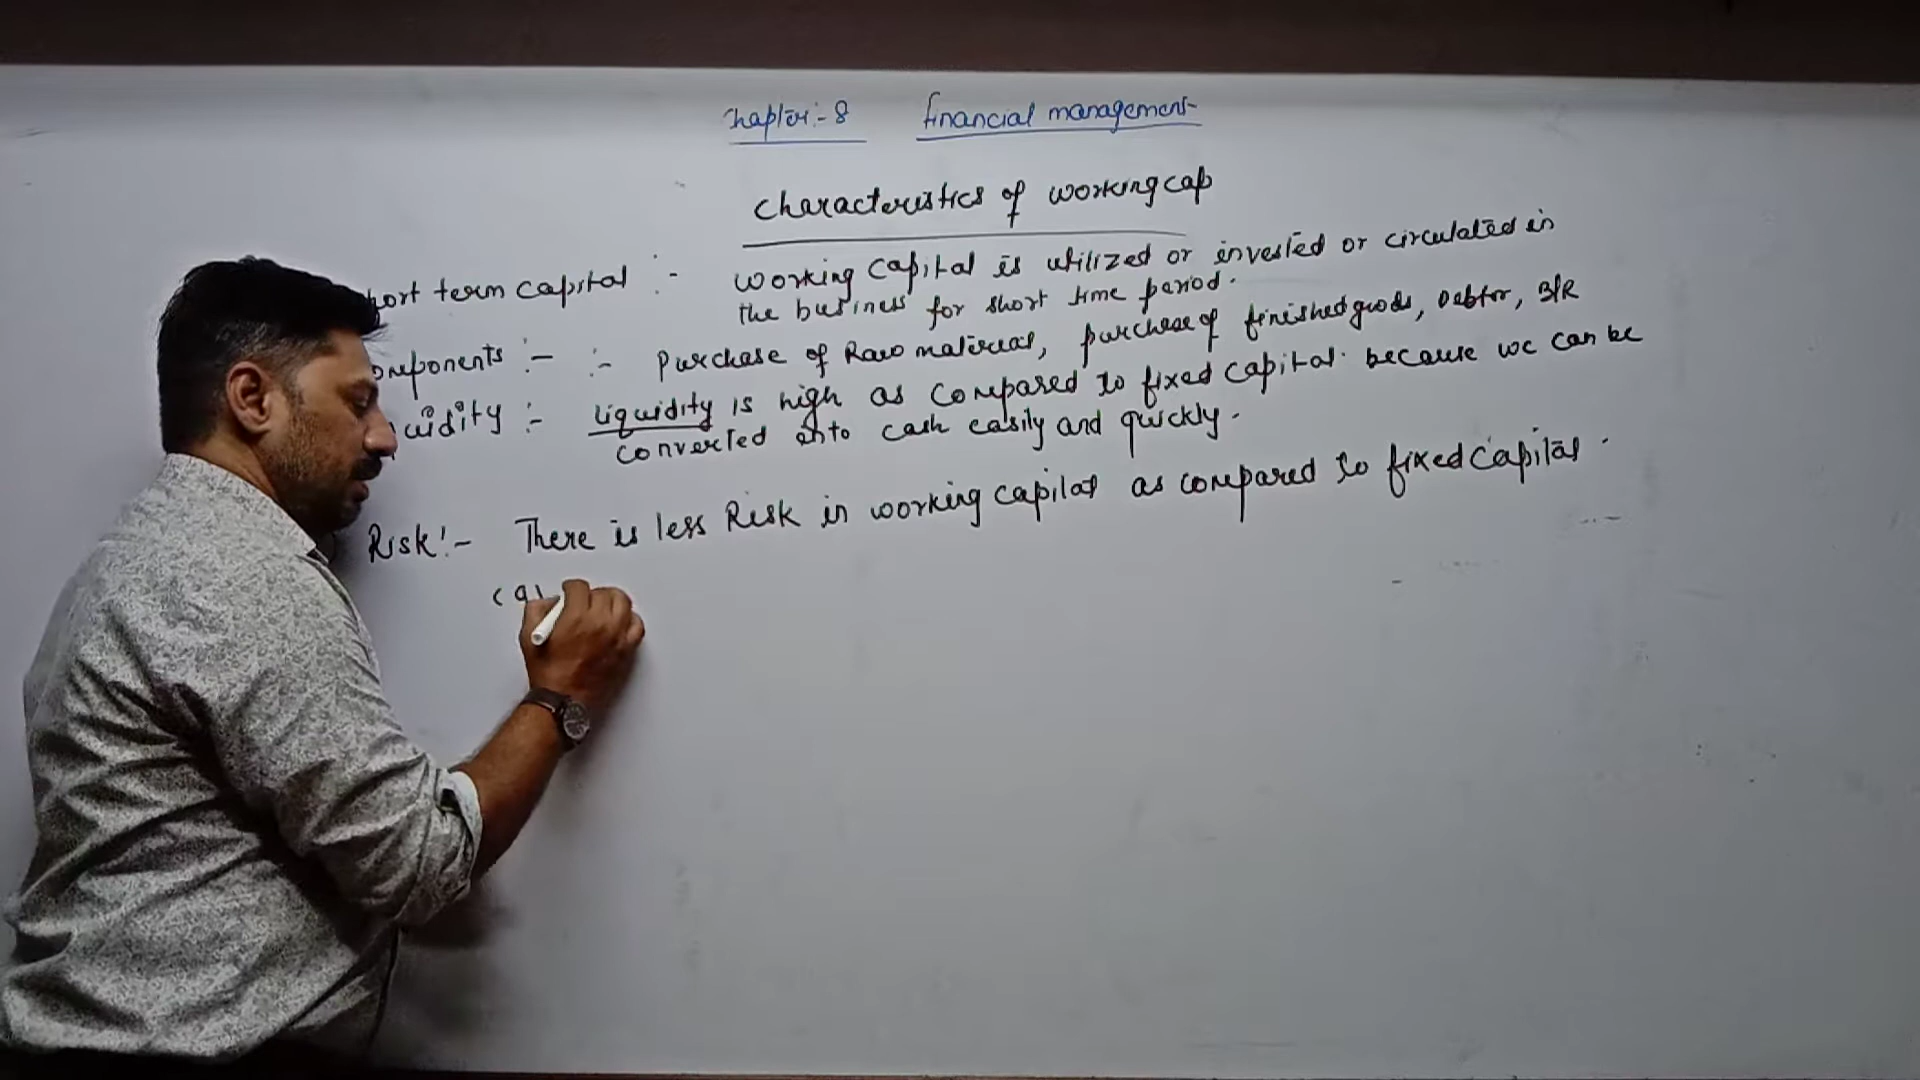 Chapter:- 8 financial management
Characteristics of working cap
short term capital :- working capital is utilized or invested or circulated in
the business for short time period.
components :- :- Purchase of Raw material, purchase of finished goods, Debtor, B/R
quidity :- liquidity is high as compared to fixed capital. because we can be
converted into cash easily and quickly.
Risk:- There is less Risk in working capital as compared to fixed capital.
(a)